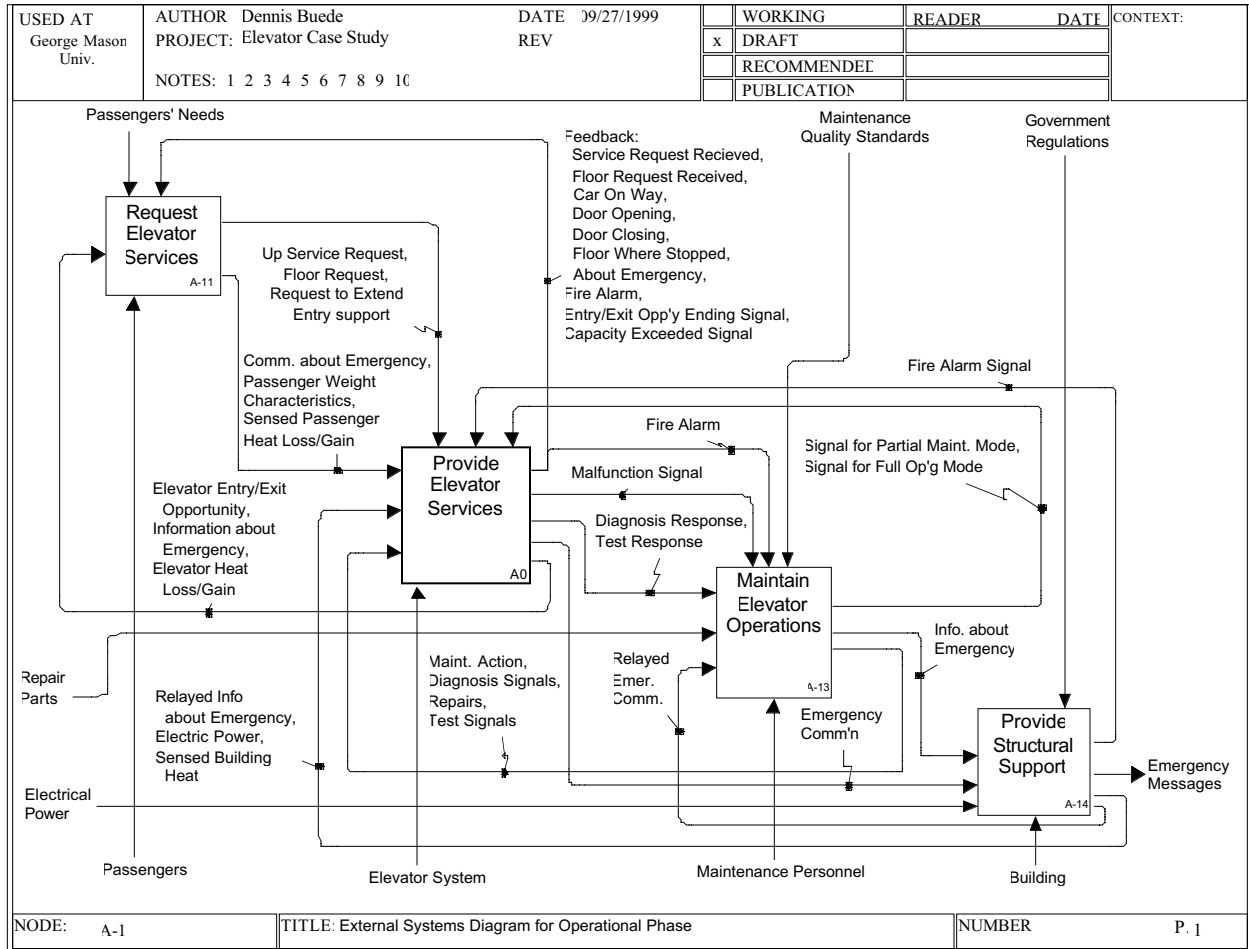 USED AT
George Mason
Univ.
AUTHOR Dennis Buede
PROJECT: Elevator Case Study
NOTES: 1 2 3 4 5 6 7 8 9 10
DATE 09/27/1999
REV
WORKING
x DRAFT
RECOMMENDED
PUBLICATION
READER DATE
CONTEXT:
Passengers' Needs
Feedback:
Service Request Recieved,
Floor Request Received,
Car On Way,
Door Opening,
Door Closing,
Floor Where Stopped,
About Emergency,
Fire Alarm,
Entry/Exit Opp'y Ending Signal,
Capacity Exceeded Signal
Maintenance
Quality Standards
Government
Regulations
Request
Elevator
Services
A-11
Up Service Request,
Floor Request,
Request to Extend
Entry support
Comm. about Emergency,
Passenger Weight
Characteristics,
Sensed Passenger
Heat Loss/Gain
Fire Alarm Signal
Fire Alarm
Signal for Partial Maint. Mode,
Signal for Full Op'g Mode
Malfunction Signal
Provide
Elevator
Services
A0
Elevator Entry/Exit
Opportunity,
Information about
Emergency,
Elevator Heat
Loss/Gain
Diagnosis Response,
Test Response
Maintain
Elevator
Operations
A-13
Info. about
Emergency
Repair
Parts
Relayed Info
about Emergency,
Electric Power,
Sensed Building
Heat
Maint. Action,
Diagnosis Signals,
Repairs,
Test Signals
Relayed
Emer.
Comm.
Emergency
Comm'n
Provide
Structural
Support
A-14
Emergency
Messages
Electrical
Power
Passengers
Elevator System
Maintenance Personnel
Building
NODE: A-1
TITLE: External Systems Diagram for Operational Phase
NUMBER P. 1